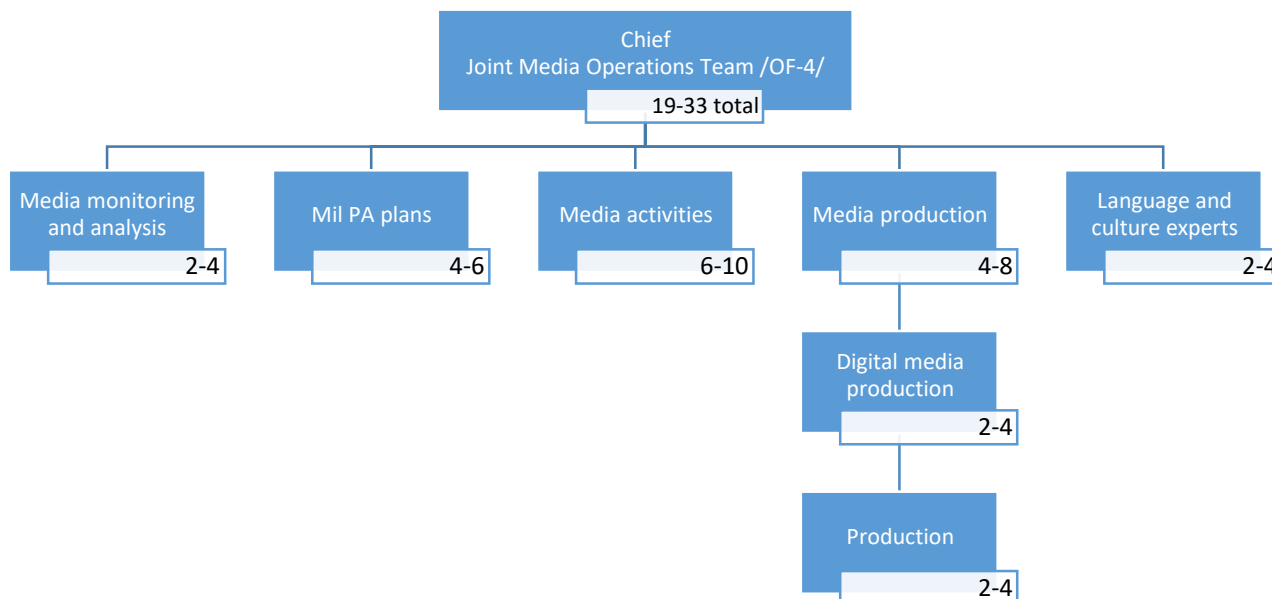 Chief
Joint Media Operations Team /OF-4/
19-33 total
Media monitoring
and analysis
2-4
Mil PA plans
4-6
Media activities
6-10
Media production
4-8
Language and
culture experts
2-4
Digital media
production
2-4
Production
2-4